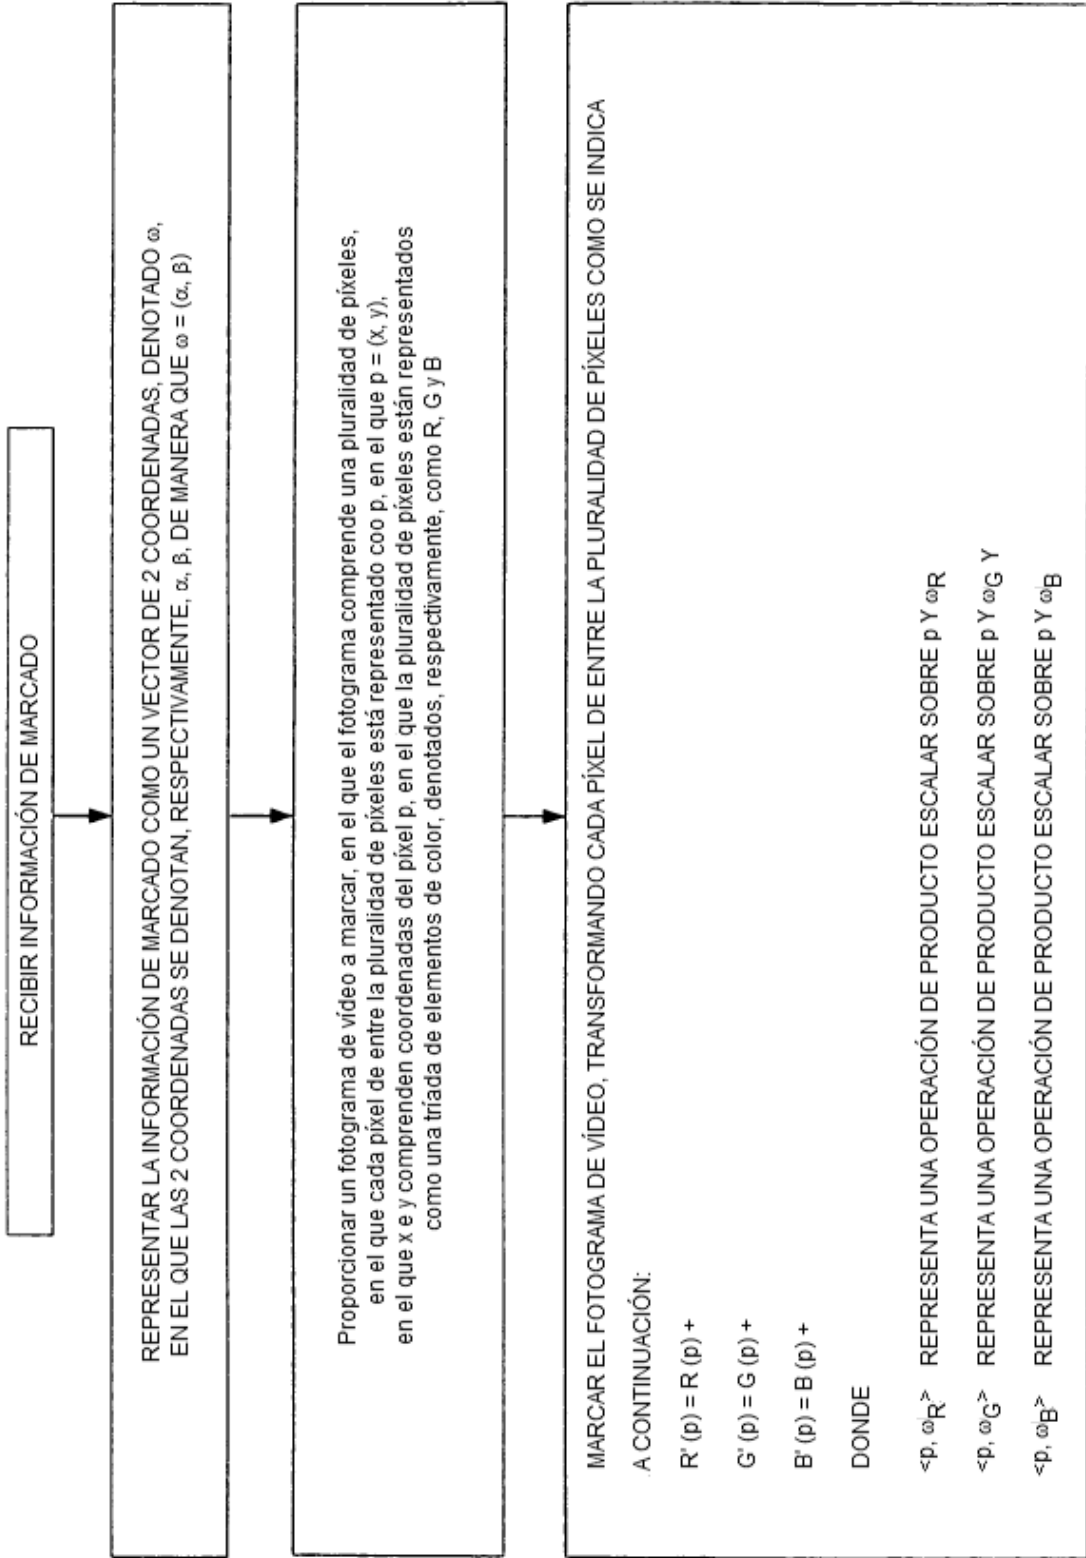 RECIBIR INFORMACIÓN DE MARCADO
REPRESENTAR LA INFORMACIÓN DE MARCADO COMO UN VECTOR DE 2 COORDENADAS, DENOTADO ω,
EN EL QUE LAS 2 COORDENADAS SE DENOTAN, RESPECTIVAMENTE, α, β, DE MANERA QUE ω = (α, β)
Proporcionar un fotograma de vídeo a marcar, en el que el fotograma comprende una pluralidad de píxeles,
en el que cada píxel de entre la pluralidad de píxeles está representado coo p, en el que p = (x, y),
en el que x e y comprenden coordenadas del píxel p, en el que la pluralidad de píxeles están representados
como una tríada de elementos de color, denotados, respectivamente, como R, G y B
MARCAR EL FOTOGRAMA DE VÍDEO, TRANSFORMANDO CADA PÍXEL DE ENTRE LA PLURALIDAD DE PÍXELES COMO SE INDICA
A CONTINUACIÓN:
R' (p) = R (p) +
G' (p) = G (p) +
B' (p) = B (p) +
DONDE
<p, ωR> REPRESENTA UNA OPERACIÓN DE PRODUCTO ESCALAR SOBRE p Y ωR
<p, ωG> REPRESENTA UNA OPERACIÓN DE PRODUCTO ESCALAR SOBRE p Y ωG Y
<p, ωB> REPRESENTA UNA OPERACIÓN DE PRODUCTO ESCALAR SOBRE p Y ωB